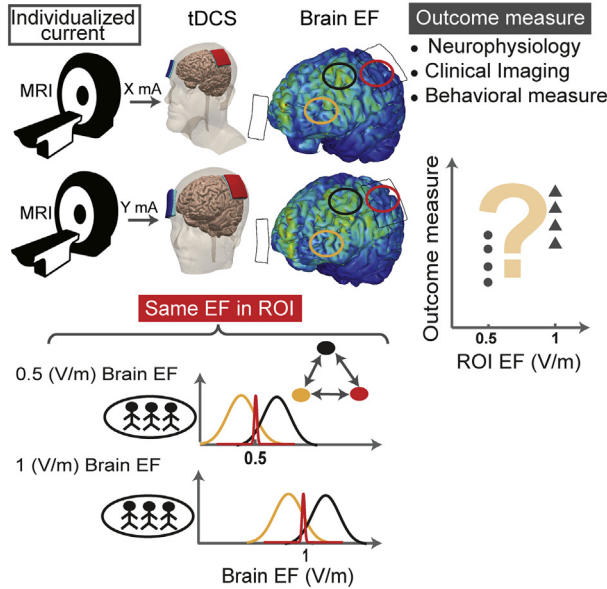 Individualized
current
tDCS
Brain EF
Outcome measure
• Neurophysiology
• Clinical Imaging
• Behavioral measure
MRI
X mA
MRI
Y mA
Outcome measure
?
0.5
1
ROI EF (V/m)
Same EF in ROI
0.5 (V/m) Brain EF
0.5
1 (V/m) Brain EF
1
Brain EF (V/m)